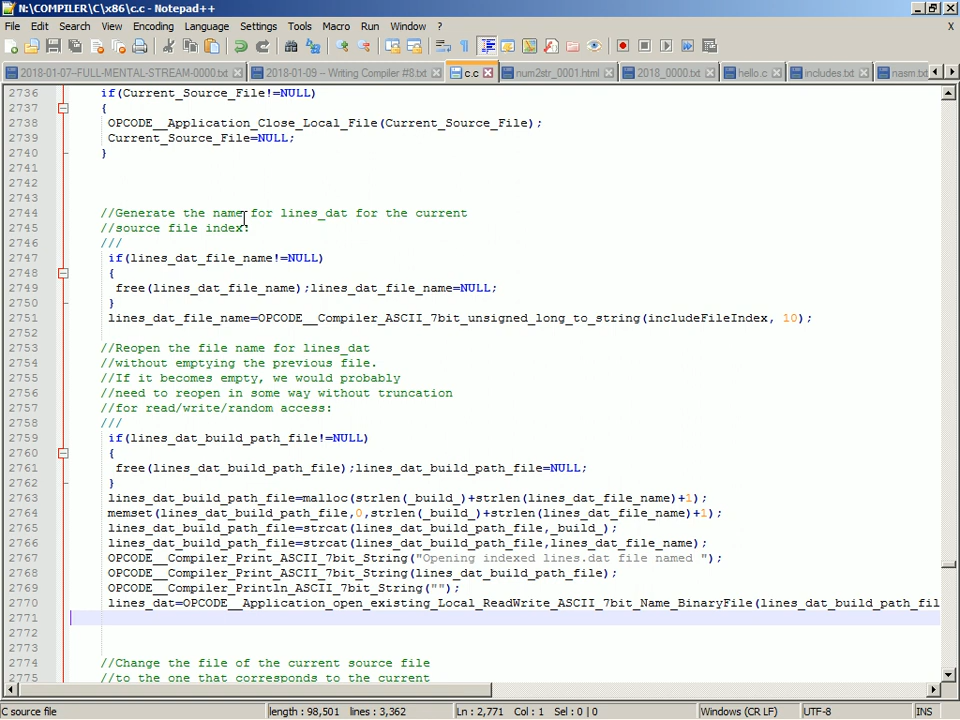 N:\COMPILER\C\x86\c.c - Notepad++
File Edit Search View Encoding Language Settings Tools Macro Run Window ?
X
2018-01-07-FULL-MENTAL-STREAM-0000.txt 2018-01-09 – Writing Compiler #8.txt c.c num2str_0001.html 2018_0000.txt hello.c includes.txt nasm.txt
2736 if(Current_Source_File!=NULL)
2737 {
2738 OPCODE__Application_Close_Local_File(Current_Source_File);
2739 Current_Source_File=NULL;
2740 }
2741
2742
2743
2744 //Generate the name for lines_dat for the current
2745 //source file index:
2746 ///
2747 if(lines_dat_file_name!=NULL)
2748 {
2749 free(lines_dat_file_name);lines_dat_file_name=NULL;
2750 }
2751 lines_dat_file_name=OPCODE__Compiler_ASCII_7bit_unsigned_long_to_string(includeFileIndex, 10);
2752
2753 //Reopen the file name for lines_dat
2754 //without emptying the previous file.
2755 //If it becomes empty, we would probably
2756 //need to reopen in some way without truncation
2757 //for read/write/random access:
2758 ///
2759 if(lines_dat_build_path_file!=NULL)
2760 {
2761 free(lines_dat_build_path_file);lines_dat_build_path_file=NULL;
2762 }
2763 lines_dat_build_path_file=malloc(strlen(_build_)+strlen(lines_dat_file_name)+1);
2764 memset(lines_dat_build_path_file,0,strlen(_build_)+strlen(lines_dat_file_name)+1);
2765 lines_dat_build_path_file=strcat(lines_dat_build_path_file,_build_);
2766 lines_dat_build_path_file=strcat(lines_dat_build_path_file,lines_dat_file_name);
2767 OPCODE__Compiler_Print_ASCII_7bit_String("Opening indexed lines.dat file named ");
2768 OPCODE__Compiler_Print_ASCII_7bit_String(lines_dat_build_path_file);
2769 OPCODE__Compiler_Println_ASCII_7bit_String("");
2770 lines_dat=OPCODE__Application_open_existing_Local_ReadWrite_ASCII_7bit_Name_BinaryFile(lines_dat_build_path_fil
2771
2772
2773
2774 //Change the file of the current source file
2775 //to the one that corresponds to the current
C source file length : 98,501 lines : 3,362 Ln : 2,771 Col : 1 Sel : 0 | 0 Windows (CR LF) UTF-8 INS